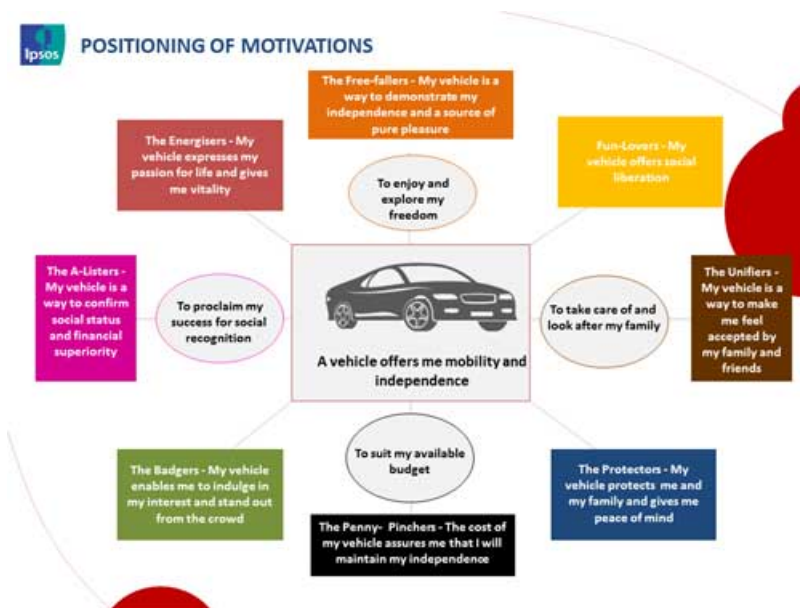 Ipsos
POSITIONING OF MOTIVATIONS
The Free-fallers - My vehicle is a
way to demonstrate my
independence and a source of
pure pleasure
The Energisers - My
vehicle expresses my
passion for life and gives
me vitality
Fun-Lovers - My
vehicle offers social
liberation
To enjoy and
explore my
freedom
The A-Listers -
My vehicle is a
way to confirm
social status
and financial
superiority
To proclaim my
success for social
recognition
A vehicle offers me mobility and
independence
To take care of and
look after my family
The Unifiers -
My vehicle is a
way to make
me feel
accepted by
my family and
friends
To suit my available
budget
The Badgers - My vehicle
enables me to indulge in
my interest and stand out
from the crowd
The Penny- Pinchers - The cost of
my vehicle assures me that I will
maintain my independence
The Protectors - My
vehicle protects me and
my family and gives me
peace of mind